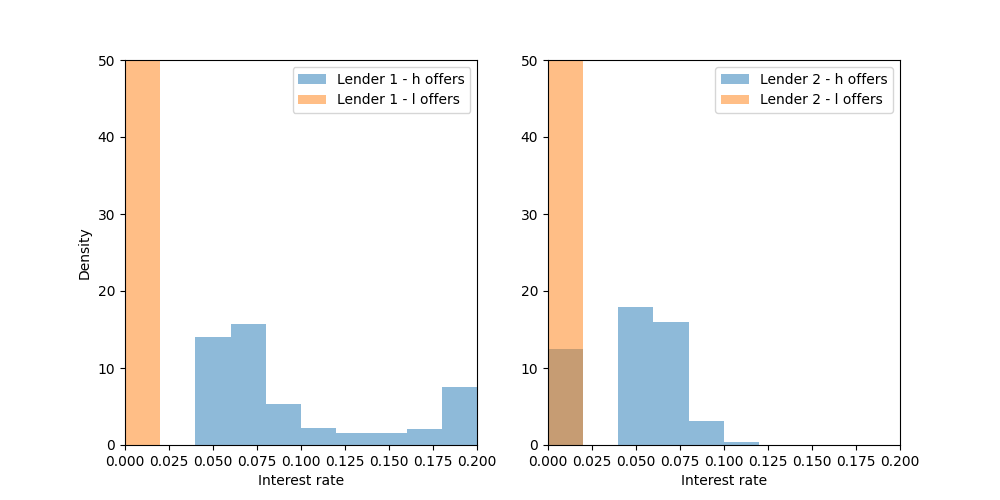 Lender 1 - h offers
Lender 1 - l offers
Density
50
40
30
20
10
0
0.000 0.025 0.050 0.075 0.100 0.125 0.150 0.175 0.200
Interest rate
Lender 2 - h offers
Lender 2 - l offers
50
40
30
20
10
0
0.000 0.025 0.050 0.075 0.100 0.125 0.150 0.175 0.200
Interest rate